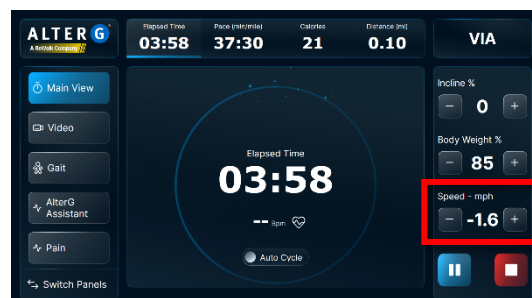 ALTER G
A ReWalk Company
Elapsed Time
03:58
Pace (min/mile)
37:30
Calories
21
Distance (mi)
0.10
VIA
Main View
Video
Gait
AlterG
Assistant
Pain
Switch Panels
Elapsed Time
03:58
-- Bpm
Auto Cycle
Incline %
− 0 +
Body Weight %
− 85 +
Speed - mph
− -1.6 +